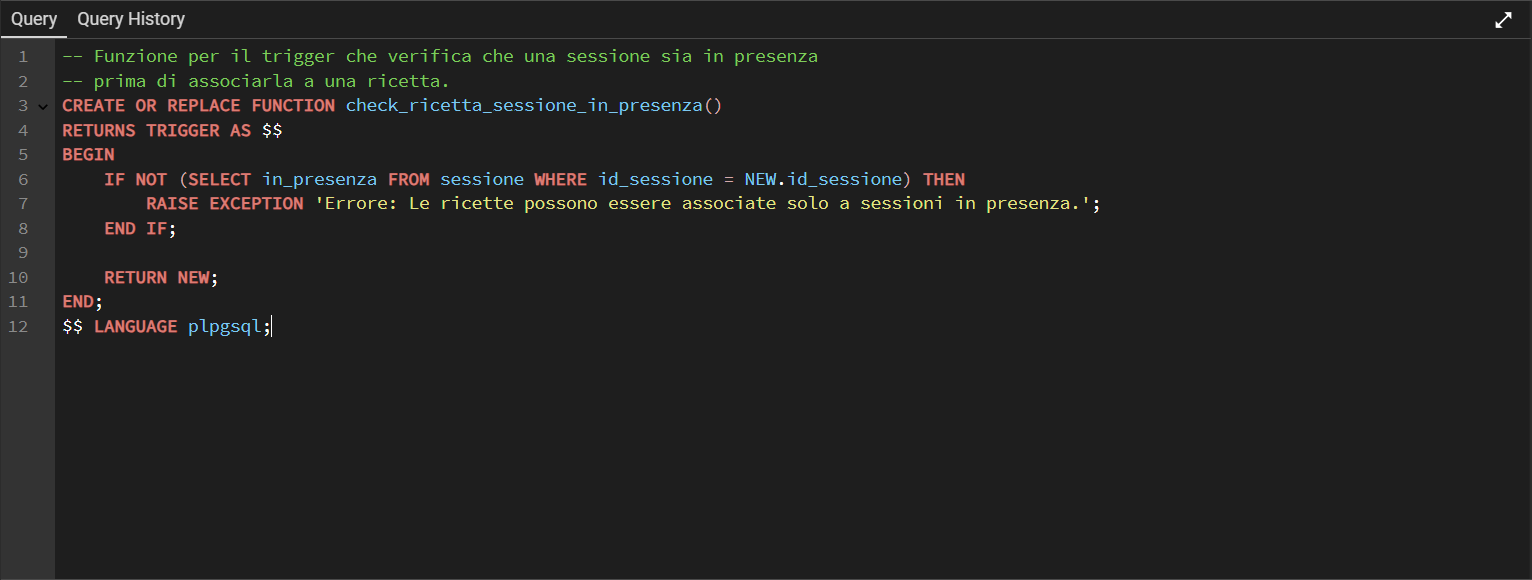 Query Query History
1 -- Funzione per il trigger che verifica che una sessione sia in presenza
2 -- prima di associarla a una ricetta.
3 CREATE OR REPLACE FUNCTION check_ricetta_sessione_in_presenza()
4 RETURNS TRIGGER AS $$
5 BEGIN
6     IF NOT (SELECT in_presenza FROM sessione WHERE id_sessione = NEW.id_sessione) THEN
7         RAISE EXCEPTION 'Errore: Le ricette possono essere associate solo a sessioni in presenza.';
8     END IF;
9
10     RETURN NEW;
11 END;
12 $$ LANGUAGE plpgsql;